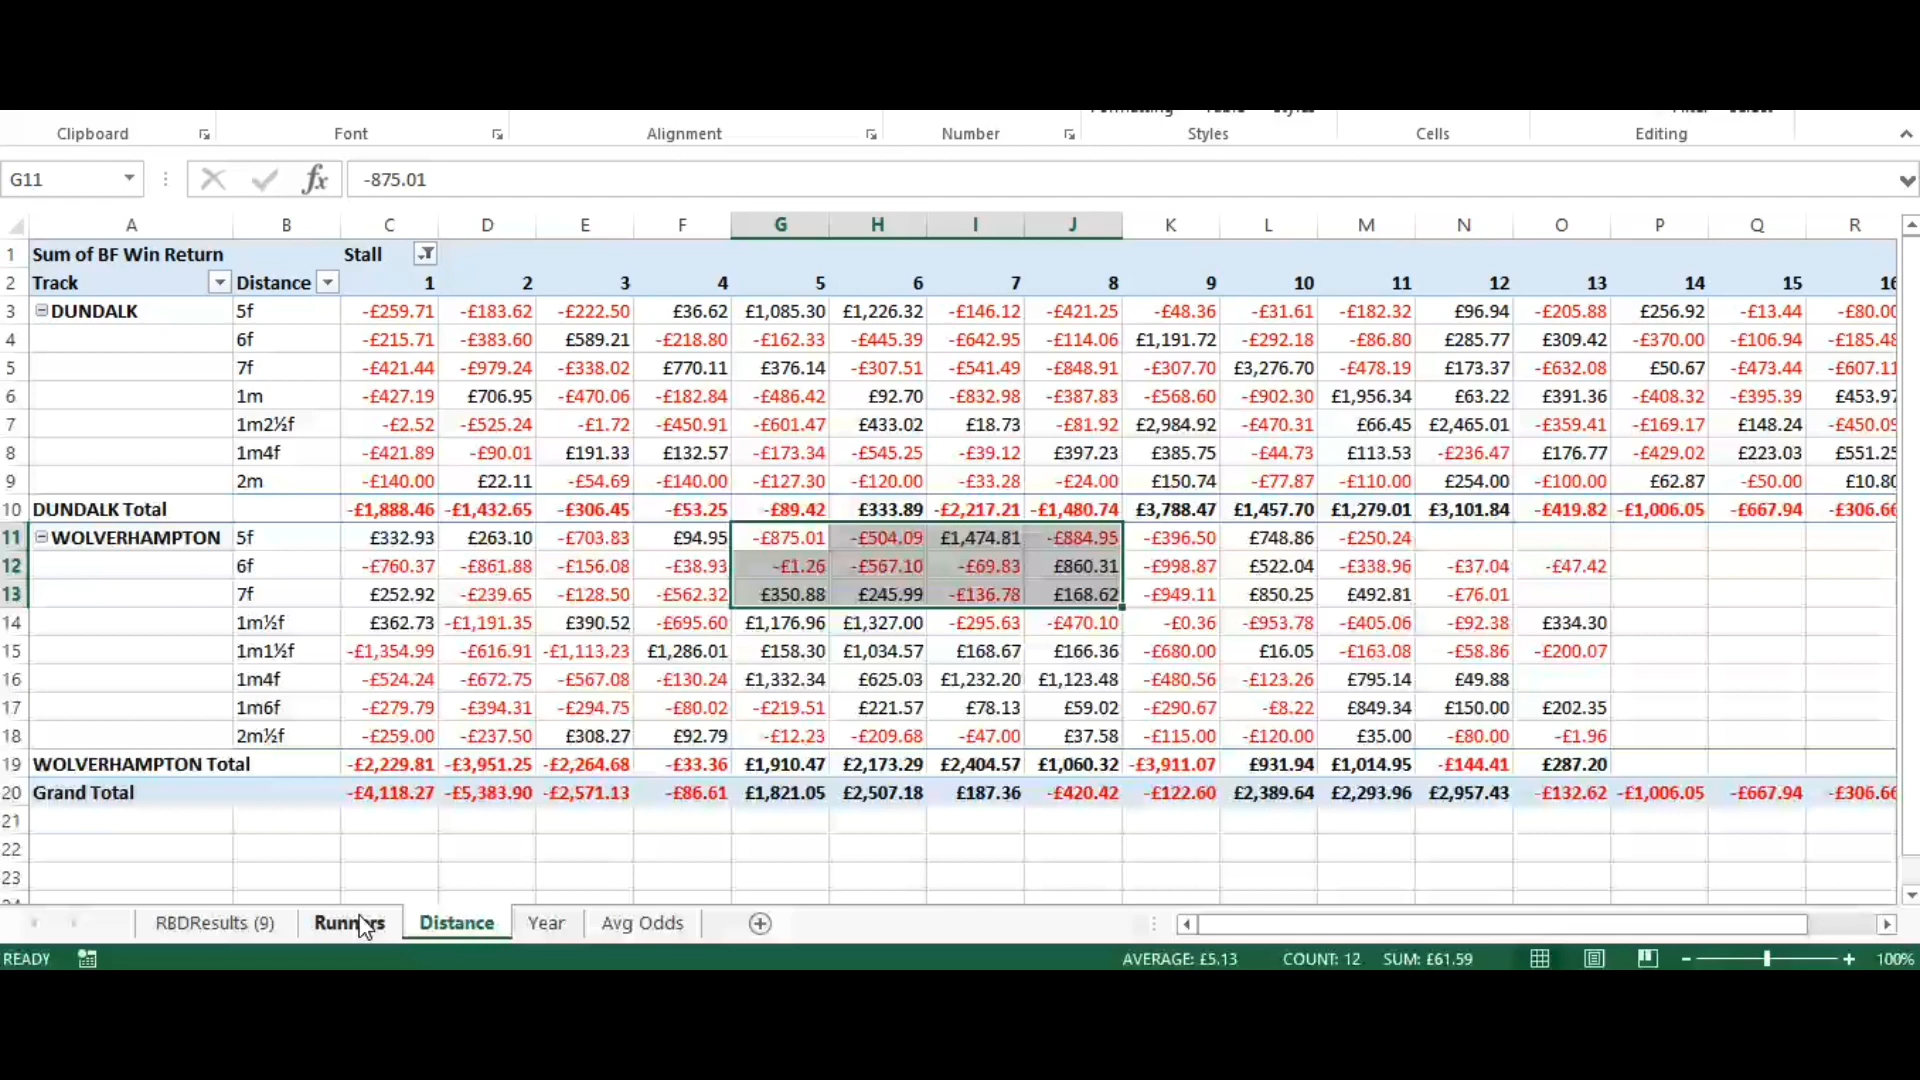 Clipboard Font Alignment Number Styles Cells Editing
G11 fx -875.01
A B C D E F G H I J K L M N O P Q R
1 Sum of BF Win Return Stall
2 Track Distance 1 2 3 4 5 6 7 8 9 10 11 12 13 14 15 16
3 DUNDALK 5f -£259.71 -£183.62 -£222.50 £36.62 £1,085.30 £1,226.32 -£146.12 -£421.25 -£48.36 -£31.61 -£182.32 £96.94 -£205.88 £256.92 -£13.44 -£80.00
4 6f -£215.71 -£383.60 £589.21 -£218.80 -£162.33 -£445.39 -£642.95 -£114.06 £1,191.72 -£292.18 -£86.80 £285.77 £309.42 -£370.00 -£106.94 -£185.48
5 7f -£421.44 -£979.24 -£338.02 £770.11 £376.14 -£307.51 -£541.49 -£848.91 -£307.70 £3,276.70 -£478.19 £173.37 -£632.08 £50.67 -£473.44 -£607.11
6 1m -£427.19 £706.95 -£470.06 -£182.84 -£486.42 £92.70 -£832.98 -£387.83 -£568.60 -£902.30 £1,956.34 £63.22 £391.36 -£408.32 -£395.39 £453.97
7 1m2½f -£2.52 -£525.24 -£1.72 -£450.91 -£601.47 £433.02 £18.73 -£81.92 £2,984.92 -£470.31 £66.45 £2,465.01 -£359.41 -£169.17 £148.24 -£450.09
8 1m4f -£421.89 -£90.01 £191.33 £132.57 -£173.34 -£545.25 -£39.12 £397.23 £385.75 -£44.73 £113.53 -£236.47 £176.77 -£429.02 £223.03 £551.25
9 2m -£140.00 £22.11 -£54.69 -£140.00 -£127.30 -£120.00 -£33.28 -£24.00 £150.74 -£77.87 -£110.00 £254.00 -£100.00 £62.87 -£50.00 £10.80
10 DUNDALK Total -£1,888.46 -£1,432.65 -£306.45 -£53.25 -£89.42 £333.89 -£2,217.21 -£1,480.74 £3,788.47 £1,457.70 £1,279.01 £3,101.84 -£419.82 -£1,006.05 -£667.94 -£306.66
11 WOLVERHAMPTON 5f £332.93 £263.10 -£703.83 £94.95 -£875.01 -£504.09 £1,474.81 -£884.95 -£396.50 £748.86 -£250.24
12 6f -£760.37 -£861.88 -£156.08 -£38.93 -£1.26 -£567.10 -£69.83 £860.31 -£998.87 £522.04 -£338.96 -£37.04 -£47.42
13 7f £252.92 -£239.65 -£128.50 -£562.32 £350.88 £245.99 -£136.78 £168.62 -£949.11 £850.25 £492.81 -£76.01
14 1m½f £362.73 -£1,191.35 £390.52 -£695.60 £1,176.96 £1,327.00 -£295.63 -£470.10 -£0.36 -£953.78 -£405.06 -£92.38 £334.30
15 1m1½f -£1,354.99 -£616.91 -£1,113.23 £1,286.01 £158.30 £1,034.57 £168.67 £166.36 -£680.00 £16.05 -£163.08 -£58.86 -£200.07
16 1m4f -£524.24 -£672.75 -£567.08 -£130.24 £1,332.34 £625.03 £1,232.20 £1,123.48 -£480.56 -£123.26 £795.14 £49.88
17 1m6f -£279.79 -£394.31 -£294.75 -£80.02 -£219.51 £221.57 £78.13 £59.02 -£290.67 -£8.22 £849.34 £150.00 £202.35
18 2m½f -£259.00 -£237.50 £308.27 £92.79 -£12.23 -£209.68 -£47.00 £37.58 -£115.00 -£120.00 £35.00 -£80.00 -£1.96
19 WOLVERHAMPTON Total -£2,229.81 -£3,951.25 -£2,264.68 -£33.36 £1,910.47 £2,173.29 £2,404.57 £1,060.32 -£3,911.07 £931.94 £1,014.95 -£144.41 £287.20
20 Grand Total -£4,118.27 -£5,383.90 -£2,571.13 -£86.61 £1,821.05 £2,507.18 £187.36 -£420.42 -£122.60 £2,389.64 £2,293.96 £2,957.43 -£132.62 -£1,006.05 -£667.94 -£306.66
21
22
23
RBDResults (9) Runners Distance Year Avg Odds
READY AVERAGE: £5.13 COUNT: 12 SUM: £61.59 100%